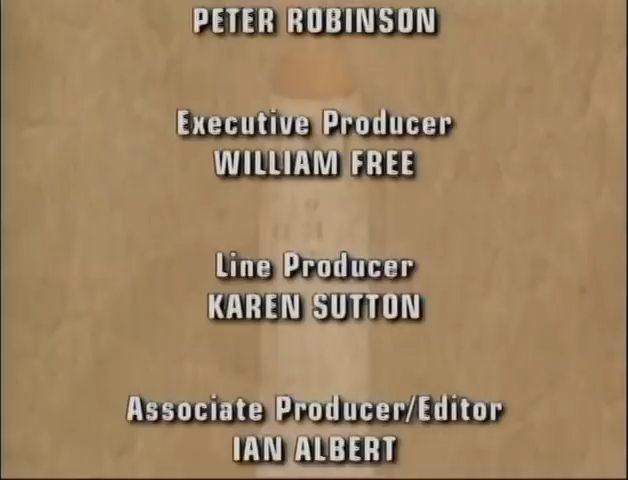 PETER ROBINSON
Executive Producer
WILLIAM FREE
Line Producer
KAREN SUTTON
Associate Producer/Editor
IAN ALBERT